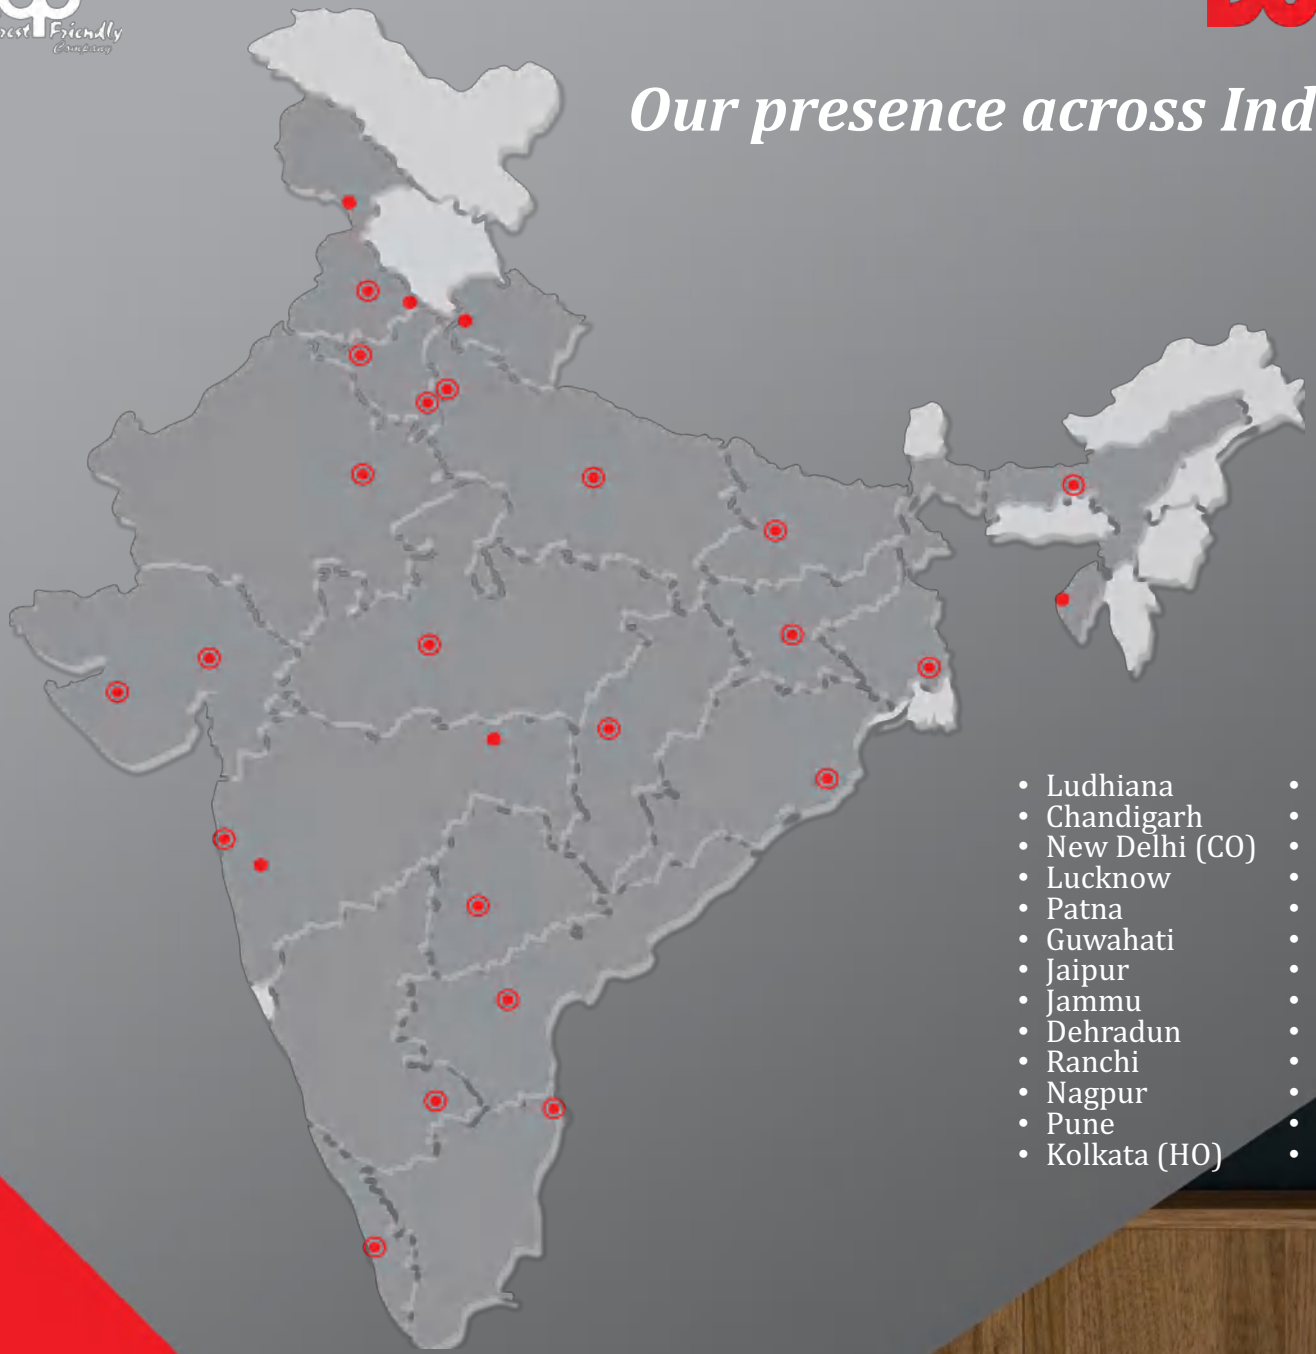 Friendly
Company
Our presence across Ind
• Ludhiana
• Chandigarh
• New Delhi (CO)
• Lucknow
• Patna
• Guwahati
• Jaipur
• Jammu
• Dehradun
• Ranchi
• Nagpur
• Pune
• Kolkata (HO)